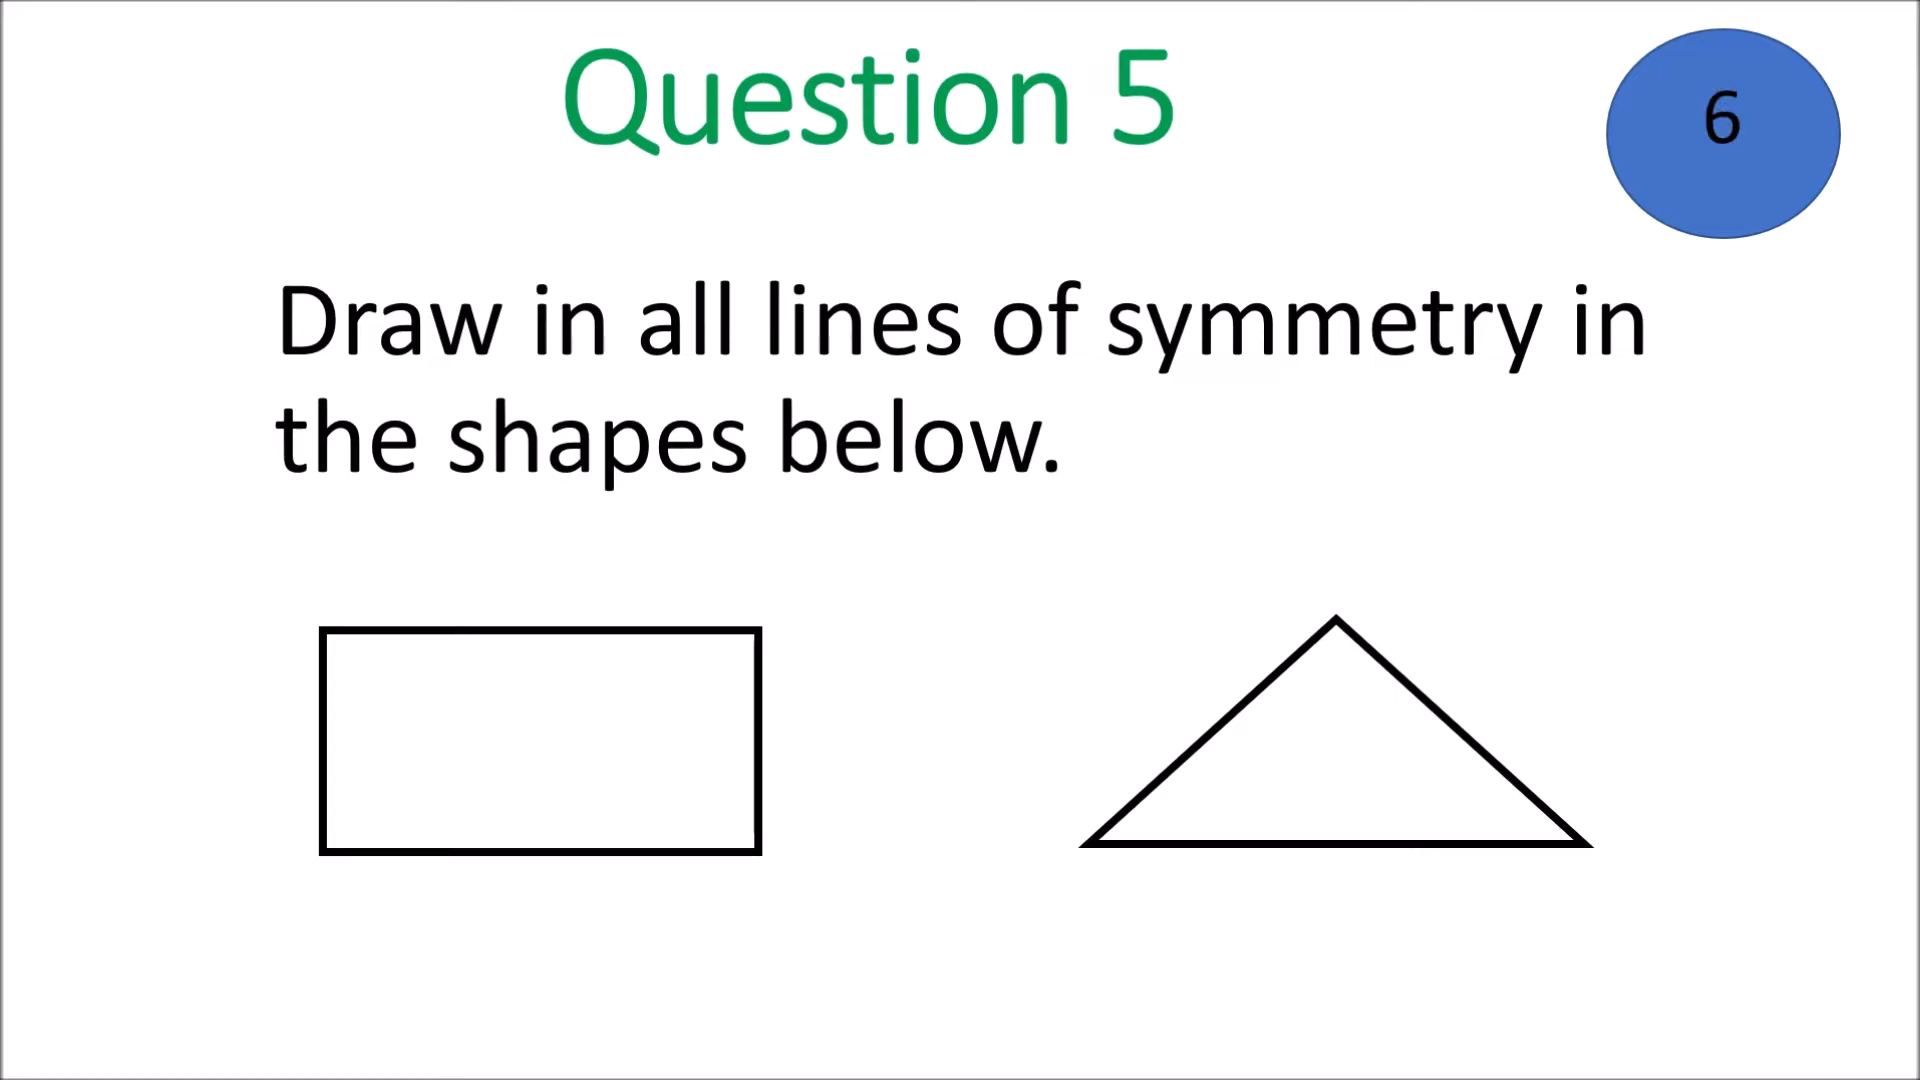 Question 5
6
Draw in all lines of symmetry in
the shapes below.